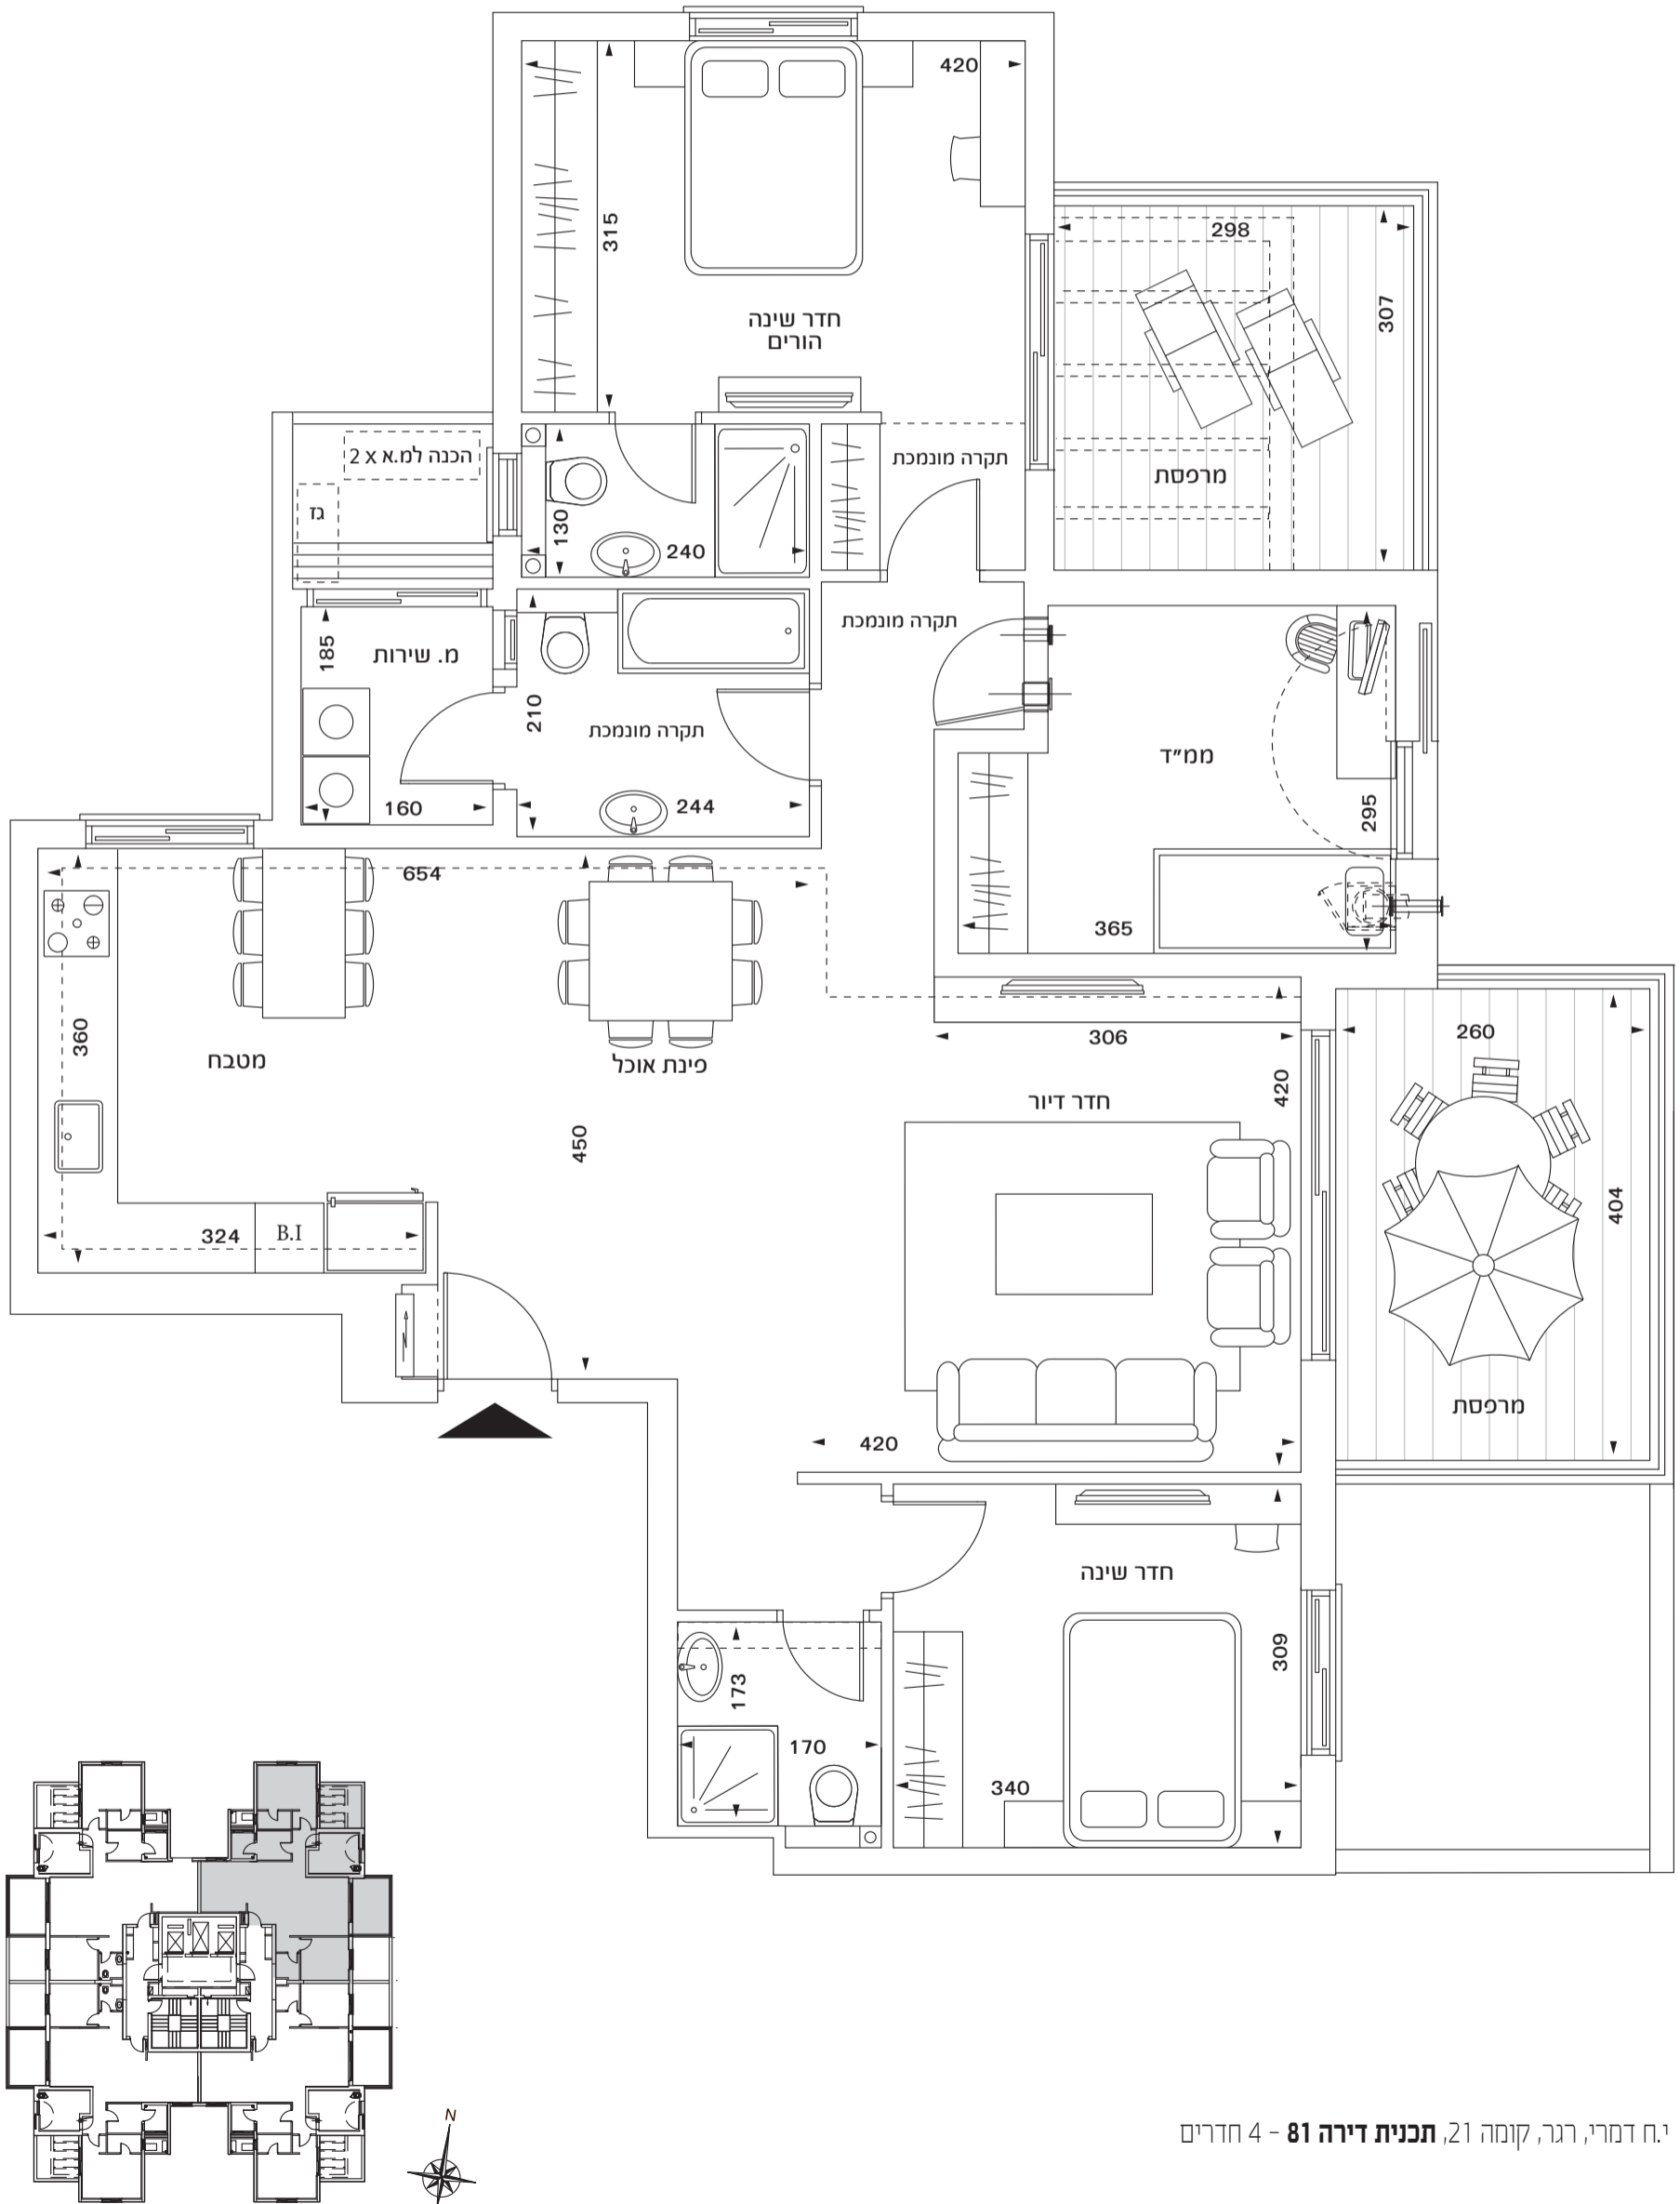 420
298
315
307
חדר שינה
הורים
הכנה למ.א x 2
תקרה מונמכת
מרפסת
גז
130
240
תקרה מונמכת
185
מ. שירות
210
תקרה מונמכת
ממ״ד
160
244
295
654
365
360
מטבח
פינת אוכל
306
260
420
חדר דיור
450
404
324
B.I
מרפסת
420
חדר שינה
309
173
170
340
N
י.ח דמרי, רגר, קומה 21, תכנית דירה 81 - 4 חדרים